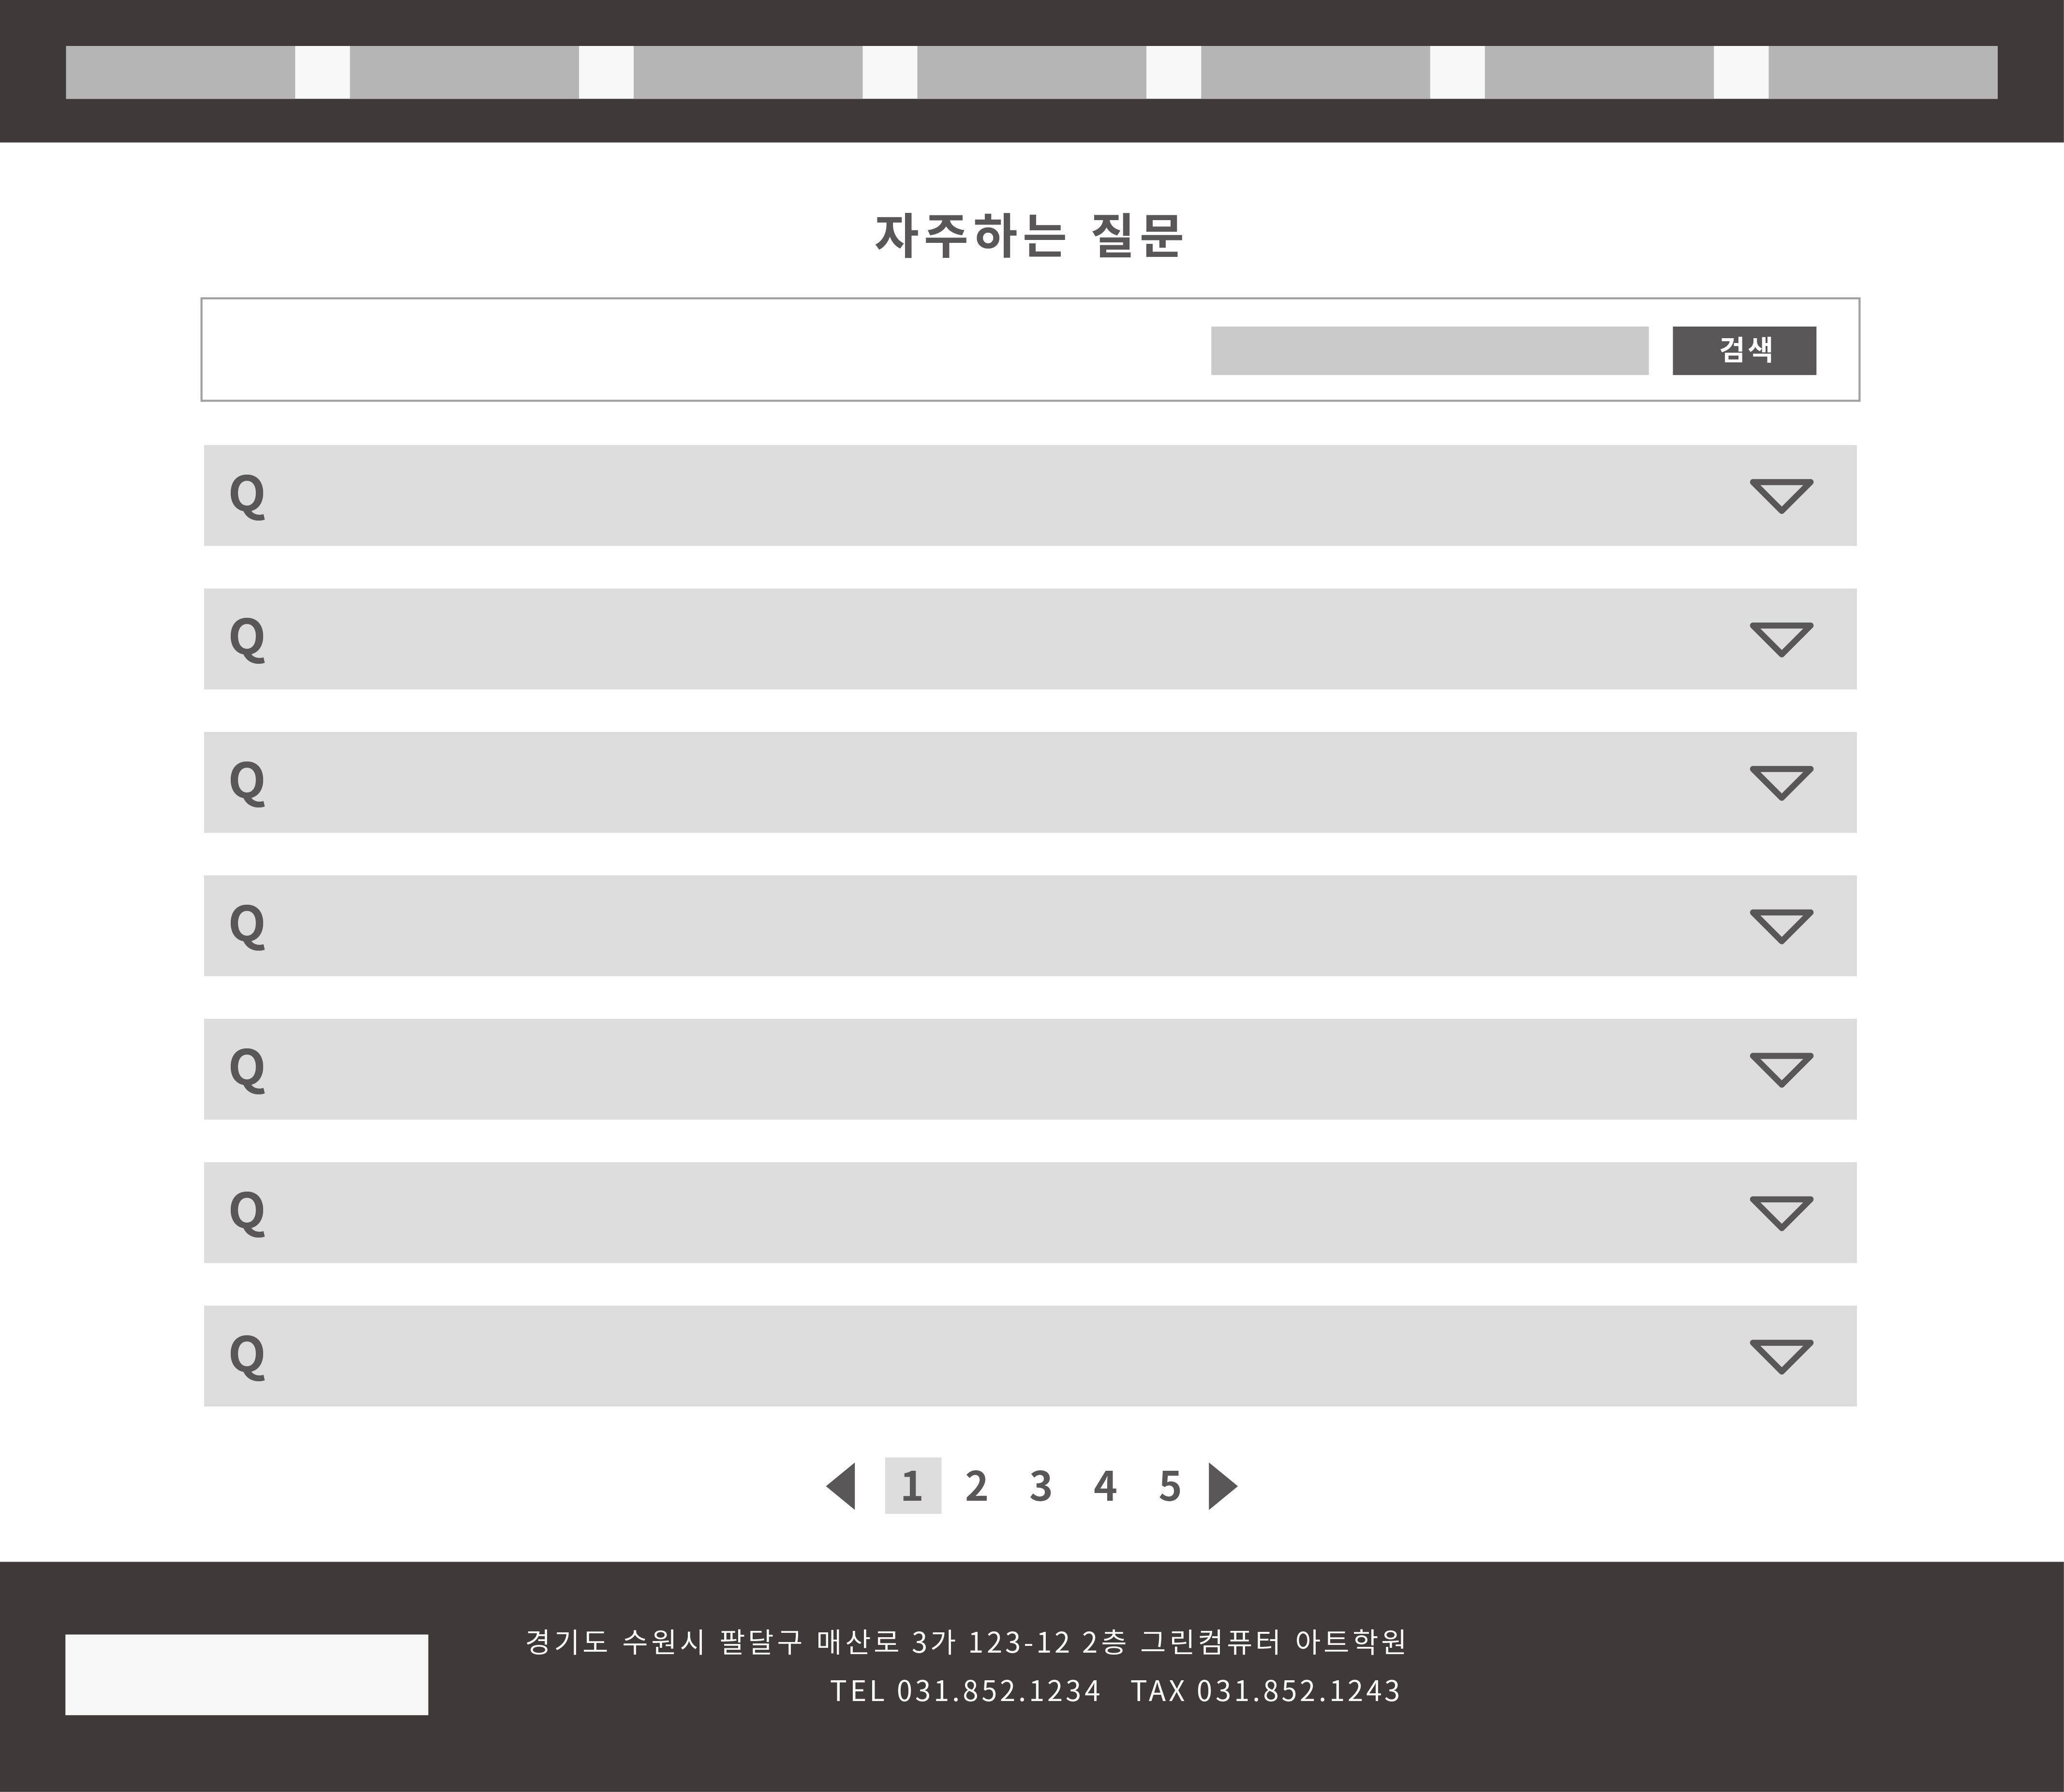 자주하는 질문
검색
Q
Q
Q
Q
Q
Q
Q
1 2 3 4 5
경기도 수원시 팔달구 매산로 3가 123-12 2층 그린컴퓨터 아트학원
TEL 031.852.1234 TAX 031.852.1243